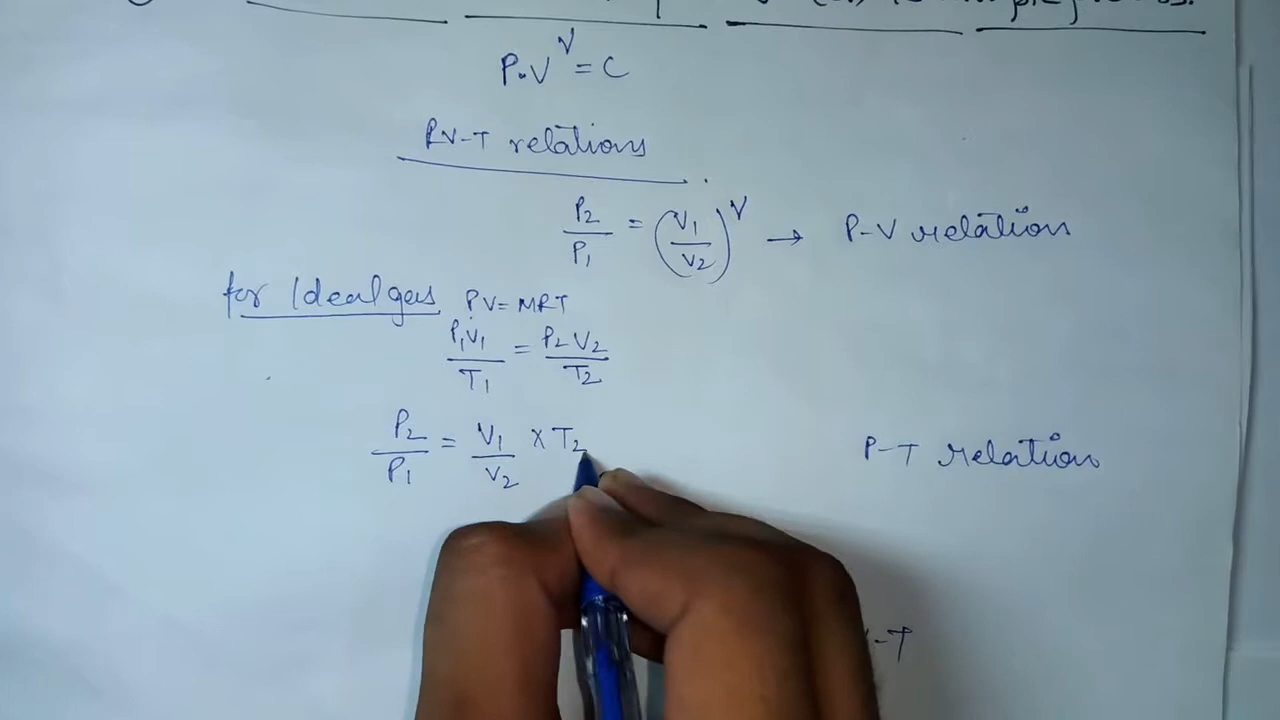 P.V^γ = C
PV-T relations
P2/P1 = (V1/V2)^γ → P-V relation
for Ideal gas PV = MRT
P1V1/T1 = P2V2/T2
P2/P1 = V1/V2 × T2
P-T relation
-T